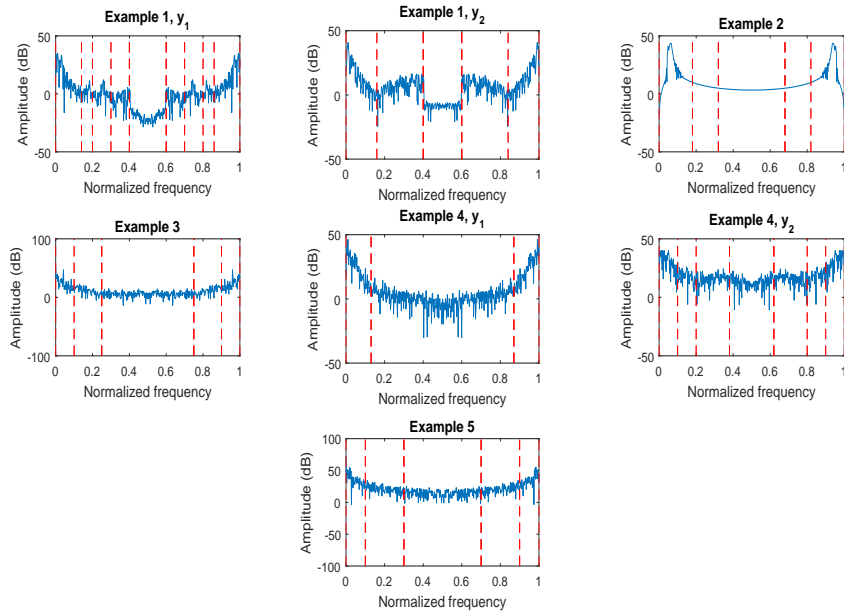 Example 1, y1
50
0
-50
Amplitude (dB)
0 0.2 0.4 0.6 0.8 1
Normalized frequency
Example 1, y2
50
0
-50
Amplitude (dB)
0 0.2 0.4 0.6 0.8 1
Normalized frequency
Example 2
50
0
-50
Amplitude (dB)
0 0.2 0.4 0.6 0.8 1
Normalized frequency
Example 3
100
0
-100
Amplitude (dB)
0 0.2 0.4 0.6 0.8 1
Normalized frequency
Example 4, y1
50
0
-50
Amplitude (dB)
0 0.2 0.4 0.6 0.8 1
Normalized frequency
Example 4, y2
50
0
-50
Amplitude (dB)
0 0.2 0.4 0.6 0.8 1
Normalized frequency
Example 5
100
50
0
-50
-100
Amplitude (dB)
0 0.2 0.4 0.6 0.8 1
Normalized frequency